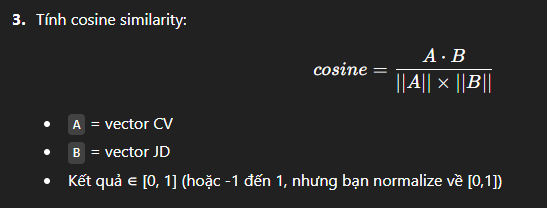 3. Tính cosine similarity:
cosine = A · B / ||A|| × ||B||
• A = vector CV
• B = vector JD
• Kết quả ∈ [0, 1] (hoặc -1 đến 1, nhưng bạn normalize về [0,1])